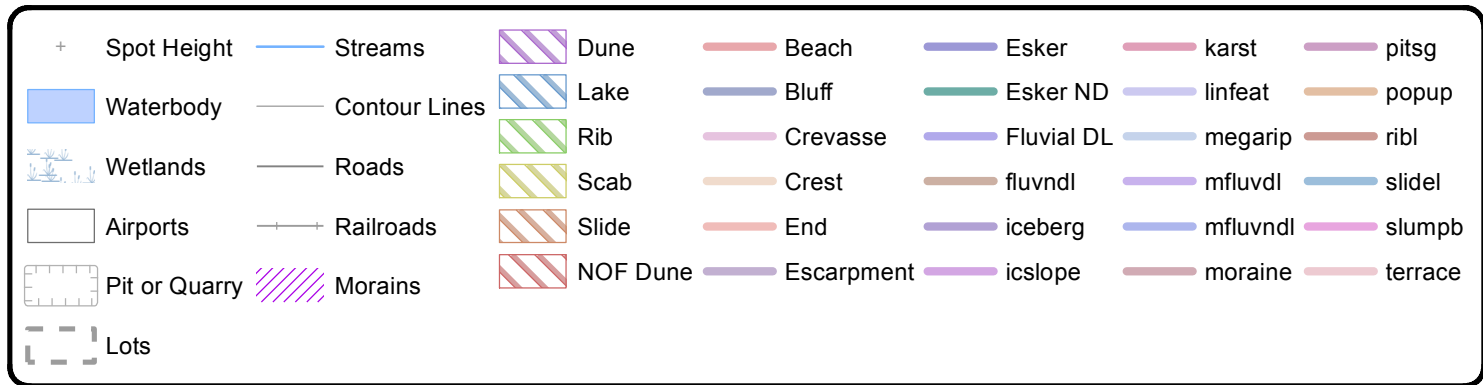 Spot Height
Waterbody
Wetlands
Airports
Pit or Quarry
Lots
Streams
Contour Lines
Roads
Railroads
Morains
Dune
Lake
Rib
Scab
Slide
NOF Dune
Beach
Bluff
Crevasse
Crest
End
Escarpment
Esker
Esker ND
Fluvial DL
fluvndl
iceberg
icslope
karst
linfeat
megarip
mfluvdl
mfluvndl
moraine
pitsg
popup
ribl
slidel
slumpb
terrace